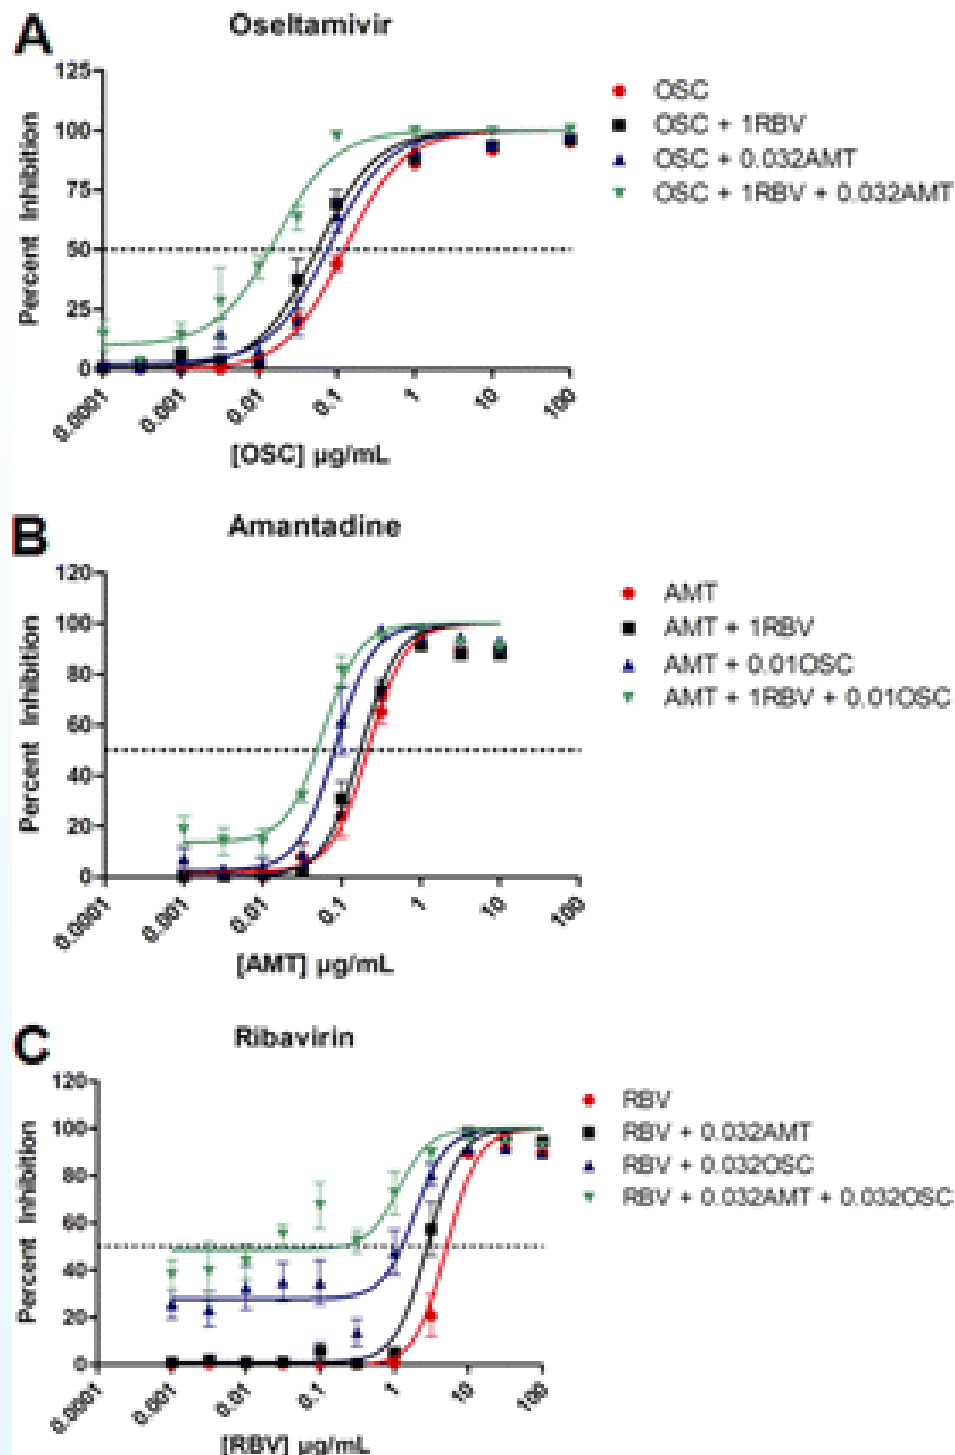 A
Oseltamivir
125
100
75
50
25
0
Percent Inhibition
0.0001
0.001
0.01
0.1
1
10
100
[OSC] µg/mL
OSC
OSC + 1RBV
OSC + 0.032AMT
OSC + 1RBV + 0.032AMT
B
Amantadine
120
100
80
60
40
20
0
Percent Inhibition
0.0001
0.001
0.01
0.1
1
10
100
[AMT] µg/mL
AMT
AMT + 1RBV
AMT + 0.01OSC
AMT + 1RBV + 0.01OSC
C
Ribavirin
120
100
80
60
40
20
0
Percent Inhibition
0.0001
0.001
0.01
0.1
1
10
100
[RBV] µg/mL
RBV
RBV + 0.032AMT
RBV + 0.032OSC
RBV + 0.032AMT + 0.032OSC